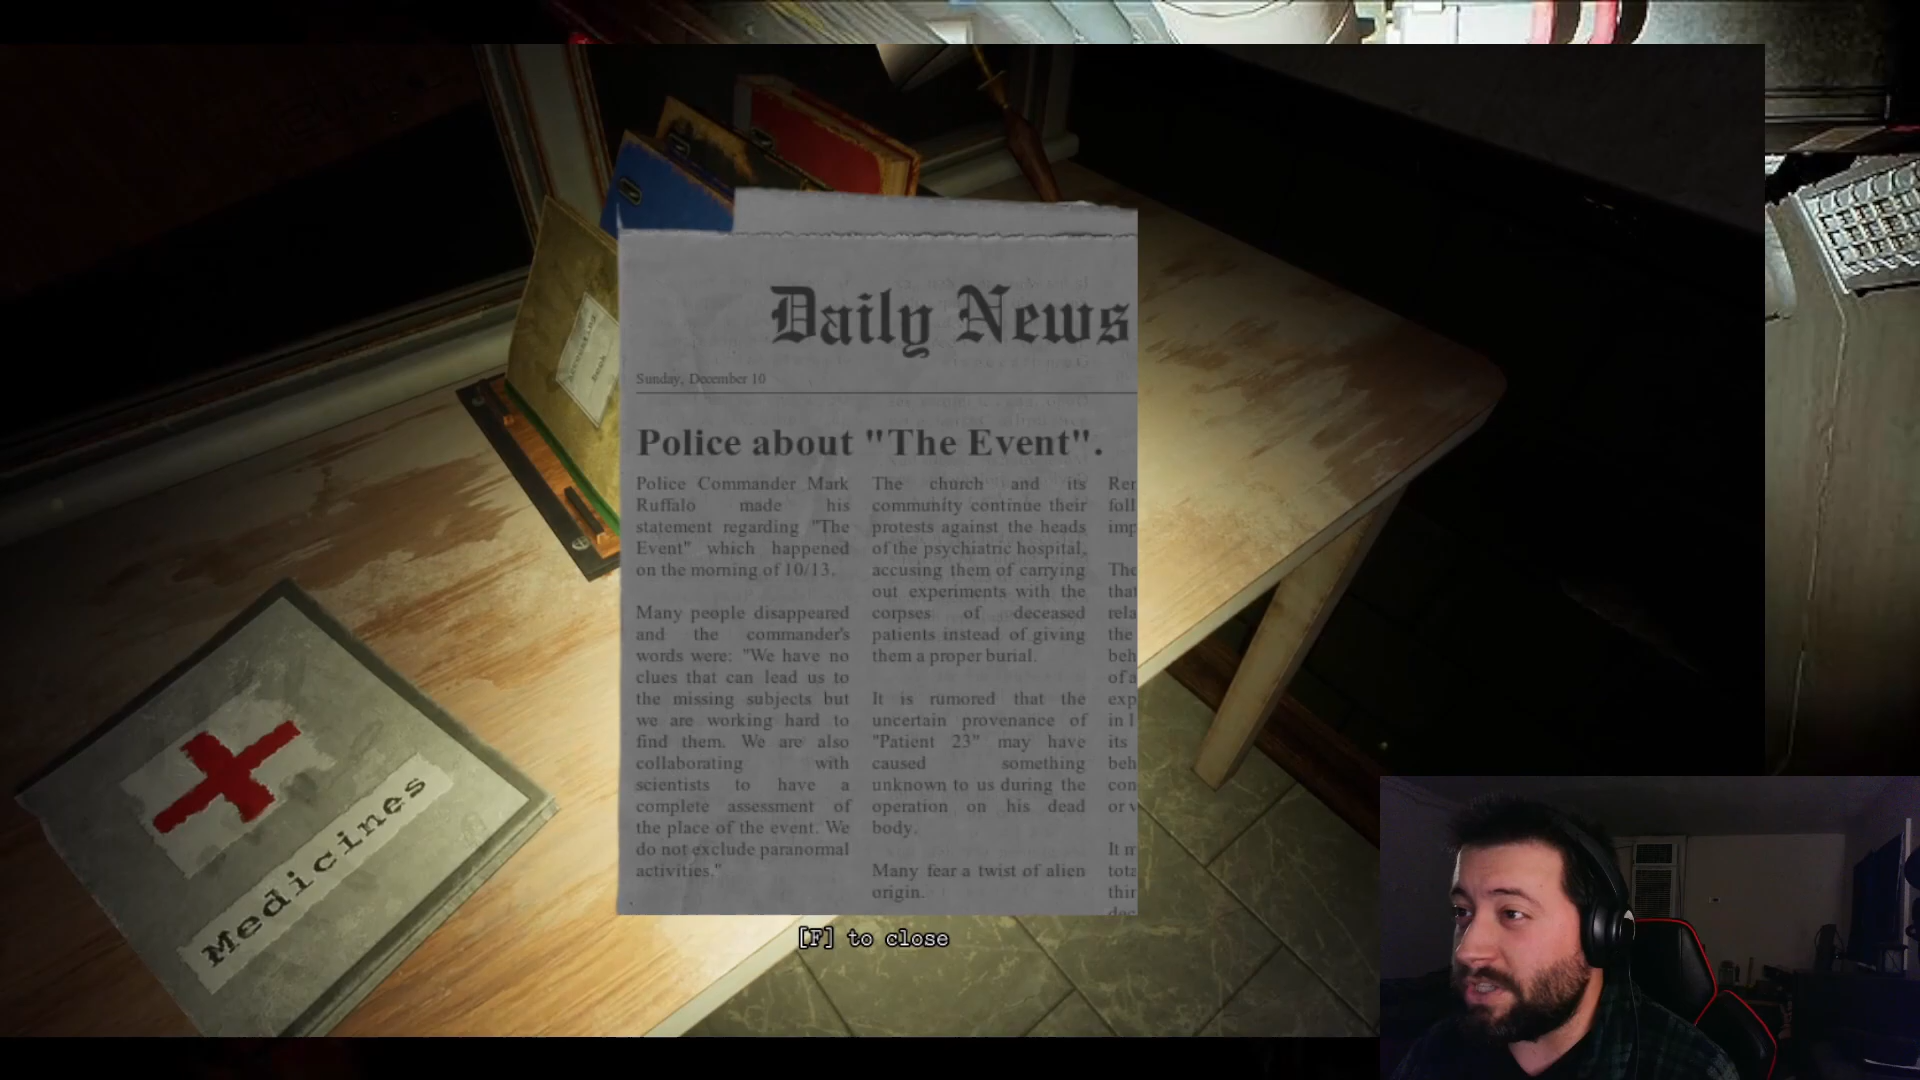 Daily News
Sunday, December 10
Police about "The Event".
Police Commander Mark
Ruffalo made his
statement regarding "The
Event" which happened
on the morning of 10/13.
Many people disappeared
and the commander's
words were: "We have no
clues that can lead us to
the missing subjects but
we are working hard to
find them. We are also
collaborating with
scientists to have a
complete assessment of
the place of the event. We
do not exclude paranormal
activities."
The church and its
community continue their
protests against the heads
of the psychiatric hospital,
accusing them of carrying
out experiments with the
corpses of deceased
patients instead of giving
them a proper burial.
It is rumored that the
uncertain provenance of
"Patient 23" may have
caused something
unknown to us during the
operation on his dead
body.
Many fear a twist of alien
origin.
Medicines
[F] to close